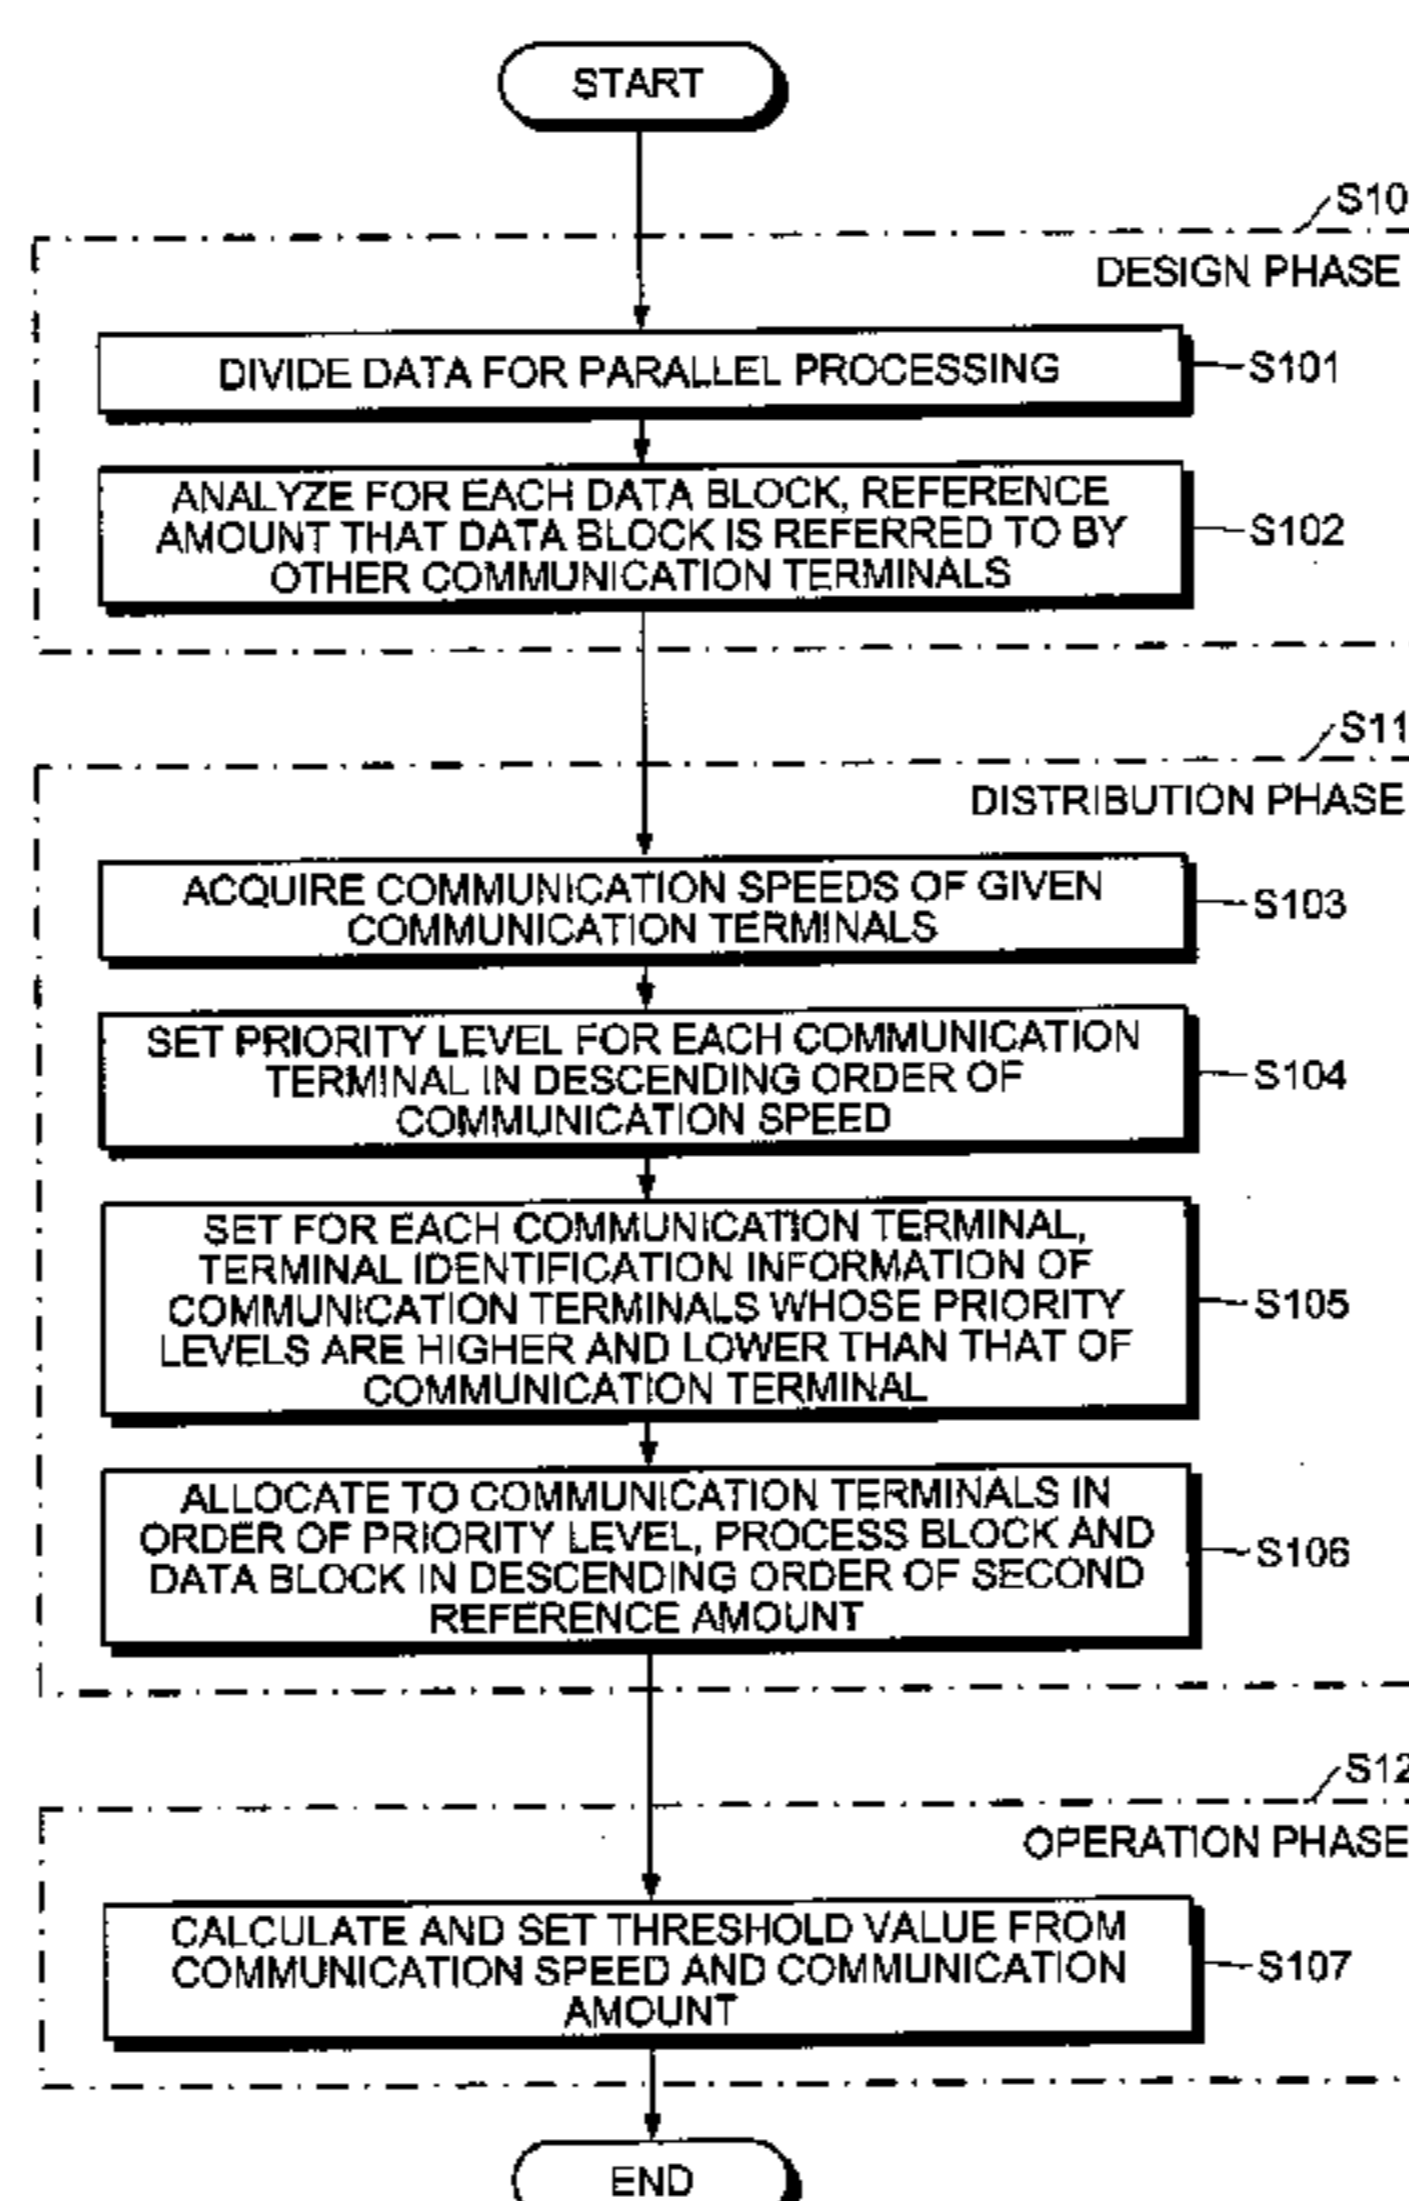 START
S10
DESIGN PHASE
DIVIDE DATA FOR PARALLEL PROCESSING
S101
ANALYZE FOR EACH DATA BLOCK, REFERENCE
AMOUNT THAT DATA BLOCK IS REFERRED TO BY
OTHER COMMUNICATION TERMINALS
S102
S11
DISTRIBUTION PHASE
ACQUIRE COMMUNICATION SPEEDS OF GIVEN
COMMUNICATION TERMINALS
S103
SET PRIORITY LEVEL FOR EACH COMMUNICATION
TERMINAL IN DESCENDING ORDER OF
COMMUNICATION SPEED
S104
SET FOR EACH COMMUNICATION TERMINAL,
TERMINAL IDENTIFICATION INFORMATION OF
COMMUNICATION TERMINALS WHOSE PRIORITY
LEVELS ARE HIGHER AND LOWER THAN THAT OF
COMMUNICATION TERMINAL
S105
ALLOCATE TO COMMUNICATION TERMINALS IN
ORDER OF PRIORITY LEVEL, PROCESS BLOCK AND
DATA BLOCK IN DESCENDING ORDER OF SECOND
REFERENCE AMOUNT
S106
S12
OPERATION PHASE
CALCULATE AND SET THRESHOLD VALUE FROM
COMMUNICATION SPEED AND COMMUNICATION
AMOUNT
S107
END